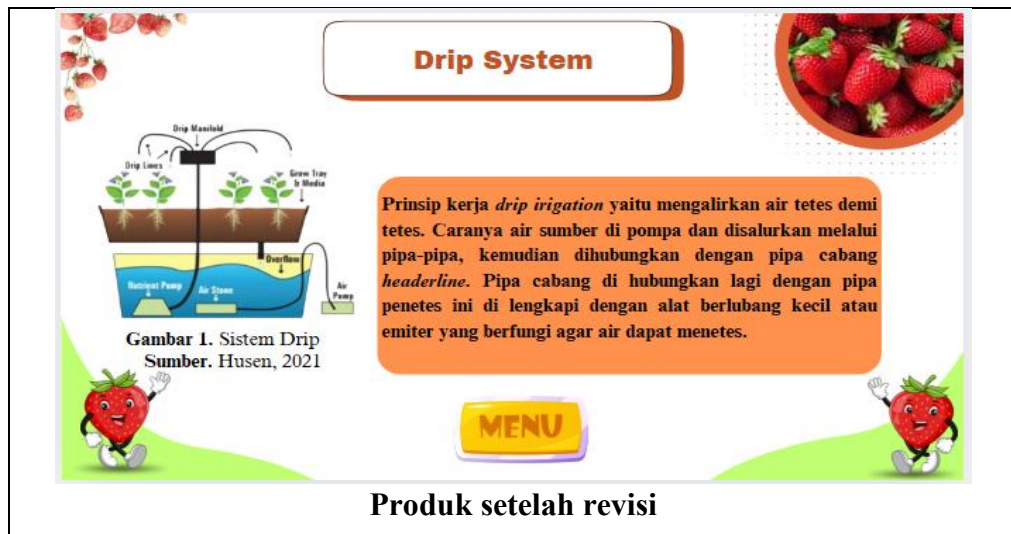 Drip System
Drip Manifold
Drip Lines
Grow Tray
& Media
Overflow
Nutrient Pump
Air Stone
Air
Pump
Gambar 1. Sistem Drip
Sumber. Husen, 2021
Prinsip kerja drip irigation yaitu mengalirkan air tetes demi
tetes. Caranya air sumber di pompa dan disalurkan melalui
pipa-pipa, kemudian dihubungkan dengan pipa cabang
headerline. Pipa cabang di hubungkan lagi dengan pipa
penetes ini di lengkapi dengan alat berlubang kecil atau
emiter yang berfungi agar air dapat menetes.
MENU
Produk setelah revisi